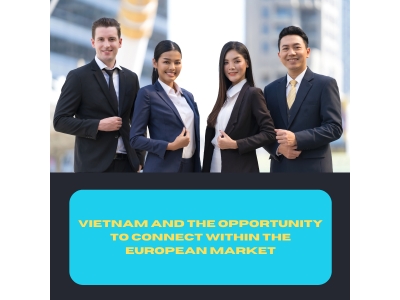 VIETNAM AND THE OPPORTUNITY
TO CONNECT WITHIN THE
EUROPEAN MARKET